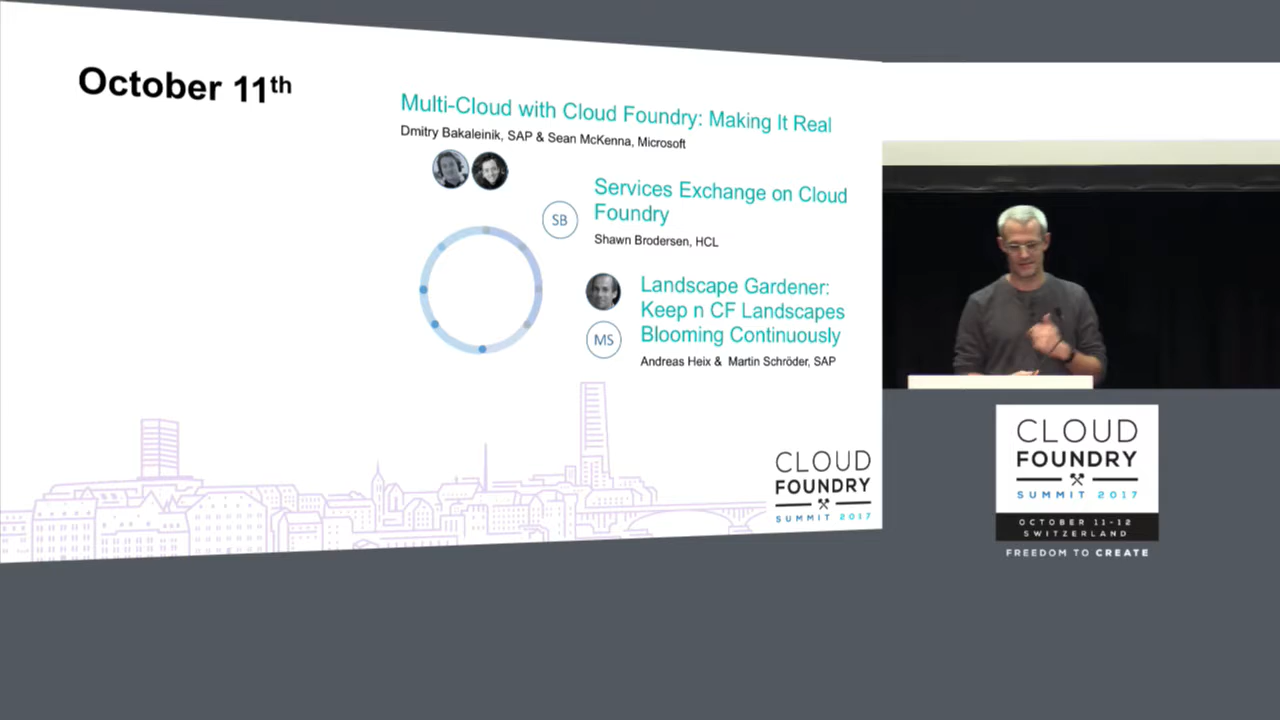 October 11th
Multi-Cloud with Cloud Foundry: Making It Real
Dmitry Bakaleinik, SAP & Sean McKenna, Microsoft
SB
Services Exchange on Cloud
Foundry
Shawn Brodersen, HCL
Landscape Gardener:
Keep n CF Landscapes
Blooming Continuously
MS
Andreas Heix & Martin Schröder, SAP
CLOUD
FOUNDRY
SUMMIT 2017
CLOUD
FOUNDRY
SUMMIT 2017
OCTOBER 11-12
SWITZERLAND
FREEDOM TO CREATE